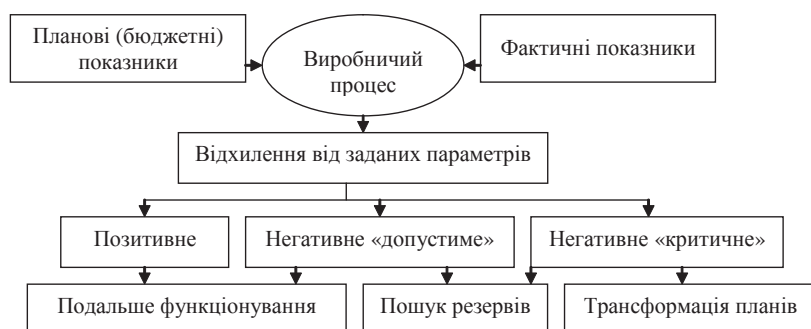 Планові (бюджетні)
показники
Виробничий
процес
Фактичні показники
Відхилення від заданих параметрів
Позитивне
Негативне «допустиме»
Негативне «критичне»
Подальше функціонування
Пошук резервів
Трансформація планів